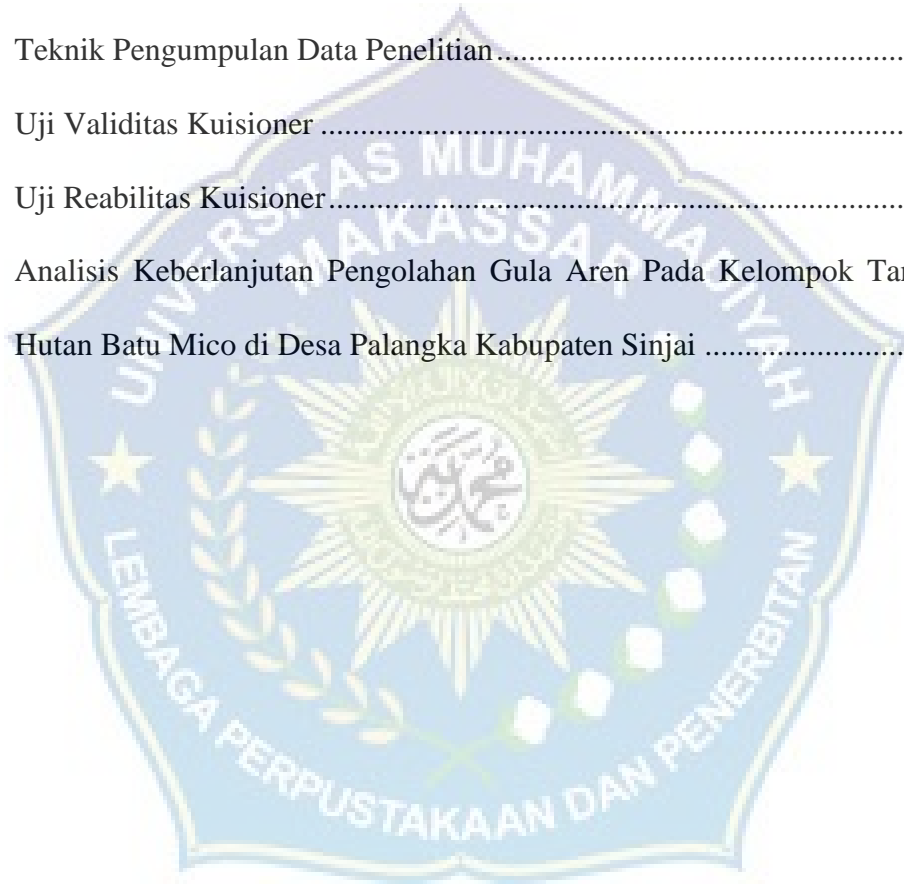 Teknik Pengumpulan Data Penelitian......................................................
Uji Validitas Kuisioner ...........................................................................
Uji Reabilitas Kuisioner..........................................................................
Analisis Keberlanjutan Pengolahan Gula Aren Pada Kelompok Tar
Hutan Batu Mico di Desa Palangka Kabupaten Sinjai ...........................
UNIVERSITAS MUHAMMADIYAH
MAKASSAR
LEMBAGA PERPUSTAKAAN DAN PENERBITAN